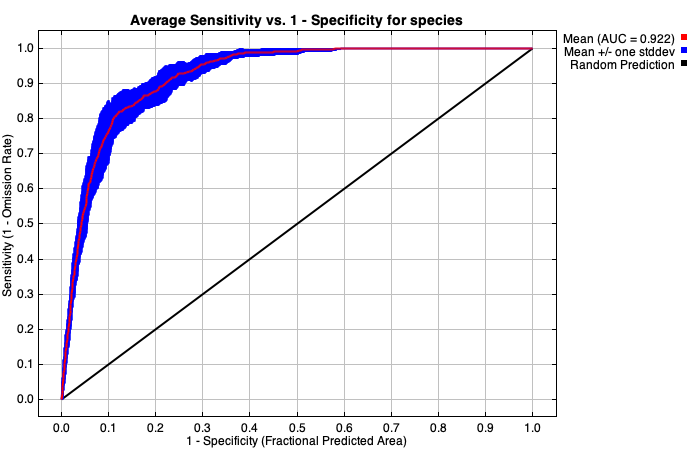 Average Sensitivity vs. 1 - Specificity for species
Mean (AUC = 0.922)
Mean +/- one stddev
Random Prediction
Sensitivity (1 - Omission Rate)
1.0
0.9
0.8
0.7
0.6
0.5
0.4
0.3
0.2
0.1
0.0
0.0 0.1 0.2 0.3 0.4 0.5 0.6 0.7 0.8 0.9 1.0
1 - Specificity (Fractional Predicted Area)